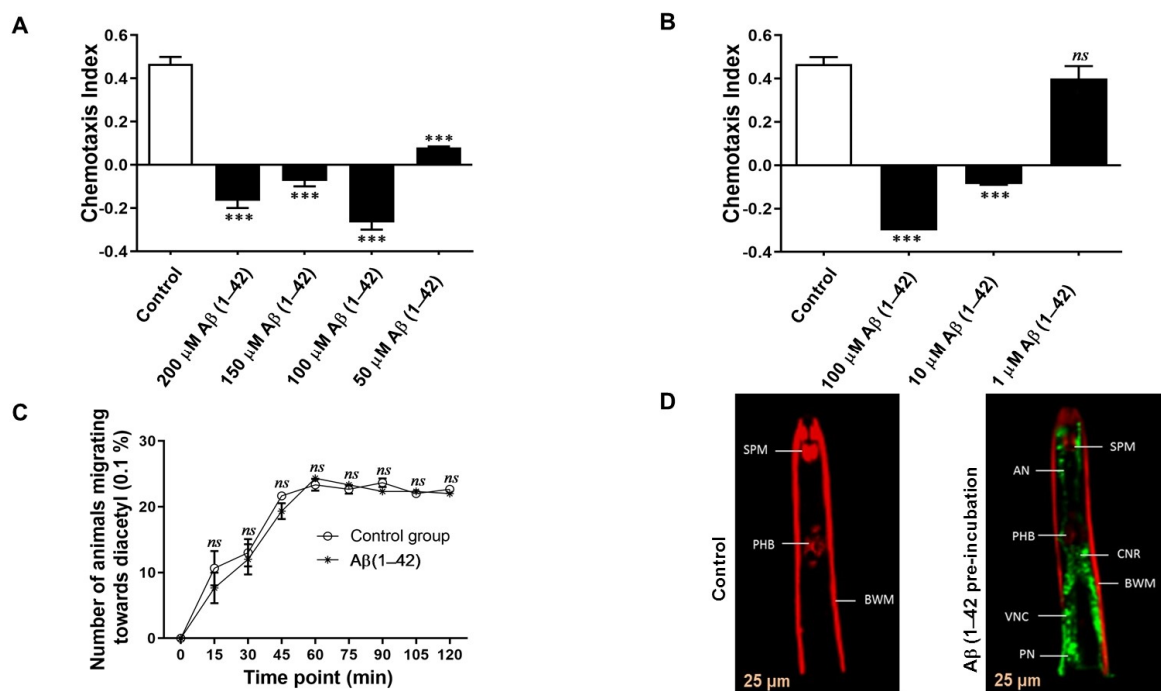 A
Chemotaxis Index
0.6
0.4
0.2
0.0
-0.2
-0.4
***
***
***
***
Control
200 μM Aβ (1–42)
150 μM Aβ (1–42)
100 μM Aβ (1–42)
50 μM Aβ (1–42)
B
Chemotaxis Index
0.6
0.4
0.2
0.0
0.2
0.4
***
***
ns
Control
100 μM Aβ (1–42)
10 μM Aβ (1–42)
1 μM Aβ (1–42)
C
Number of animals migrating
towards diacetyl (0.1 %)
30
20
10
0
ns ns ns ns ns ns ns ns
Control group
Aβ(1–42)
0 15 30 45 60 75 90 105 120
Time point (min)
D
Control
SPM
PHB
BWM
25 μm
Aβ (1–42 pre-incubation
SPM
AN
PHB
CNR
BWM
VNC
PN
25 μm